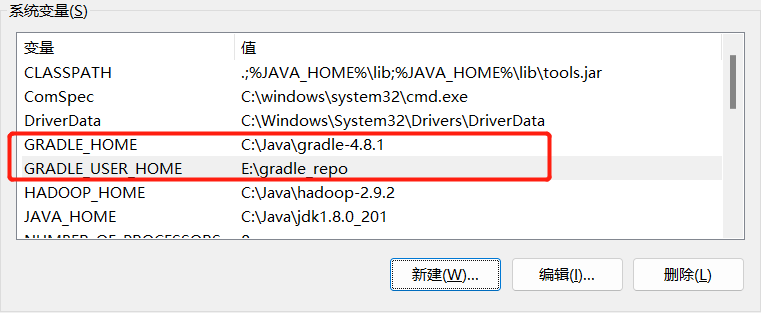 系统变量(S)
变量 值
CLASSPATH .;%JAVA_HOME%\lib;%JAVA_HOME%\lib\tools.jar
ComSpec C:\windows\system32\cmd.exe
DriverData C:\Windows\System32\Drivers\DriverData
GRADLE_HOME C:\Java\gradle-4.8.1
GRADLE_USER_HOME E:\gradle_repo
HADOOP_HOME C:\Java\hadoop-2.9.2
JAVA_HOME C:\Java\jdk1.8.0_201
NUMBER_OF_PROCESSORS
新建(W)... 编辑(I)... 删除(L)